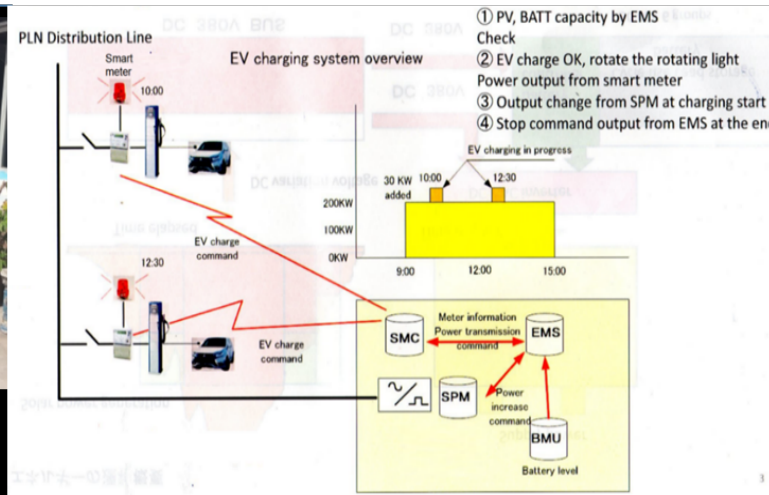 ① PV, BATT capacity by EMS
Check
② EV charge OK, rotate the rotating light
Power output from smart meter
③ Output change from SPM at charging start
④ Stop command output from EMS at the en
PLN Distribution Line
EV charging system overview
Smart
meter
10:00
EV charging in progress
30 KW
added
10:00
12:30
200KW
100KW
0KW
9:00
12:00
15:00
EV charge
command
12:30
EV charge
command
SMC
Meter information
Power transmission
command
EMS
SPM
Power
increase
command
BMU
Battery level
3